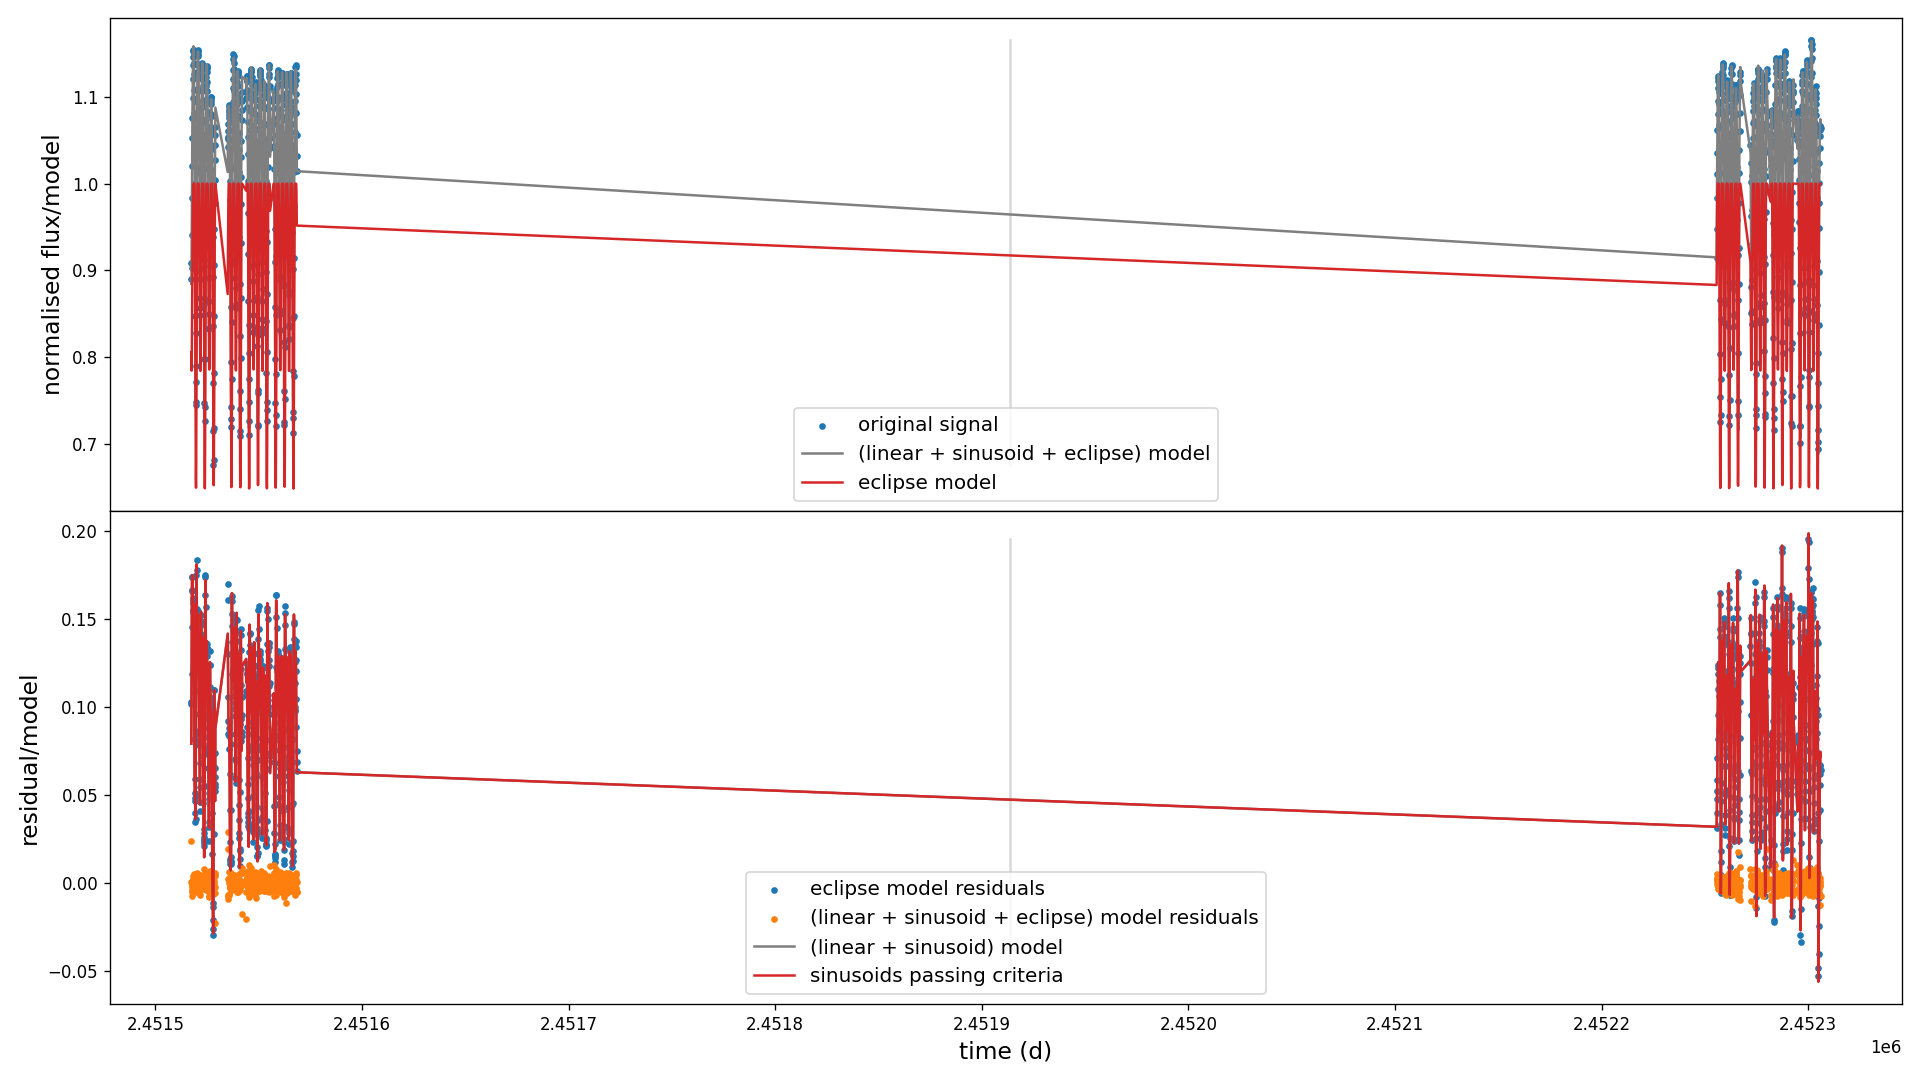 normalised flux/model
1.1
1.0
0.9
0.8
0.7
original signal
(linear + sinusoid + eclipse) model
eclipse model
residual/model
0.20
0.15
0.10
0.05
0.00
−0.05
eclipse model residuals
(linear + sinusoid + eclipse) model residuals
(linear + sinusoid) model
sinusoids passing criteria
2.4515 2.4516 2.4517 2.4518 2.4519 2.4520 2.4521 2.4522 2.4523
1e6
time (d)